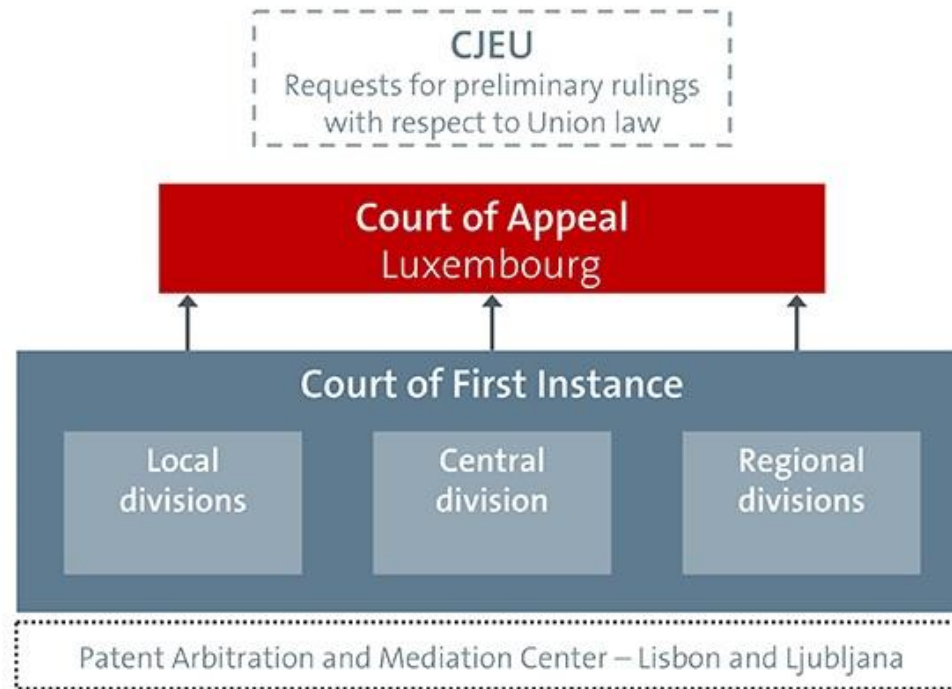 CJEU
Requests for preliminary rulings
with respect to Union law
Court of Appeal
Luxembourg
Court of First Instance
Local
divisions
Central
division
Regional
divisions
Patent Arbitration and Mediation Center – Lisbon and Ljubljana